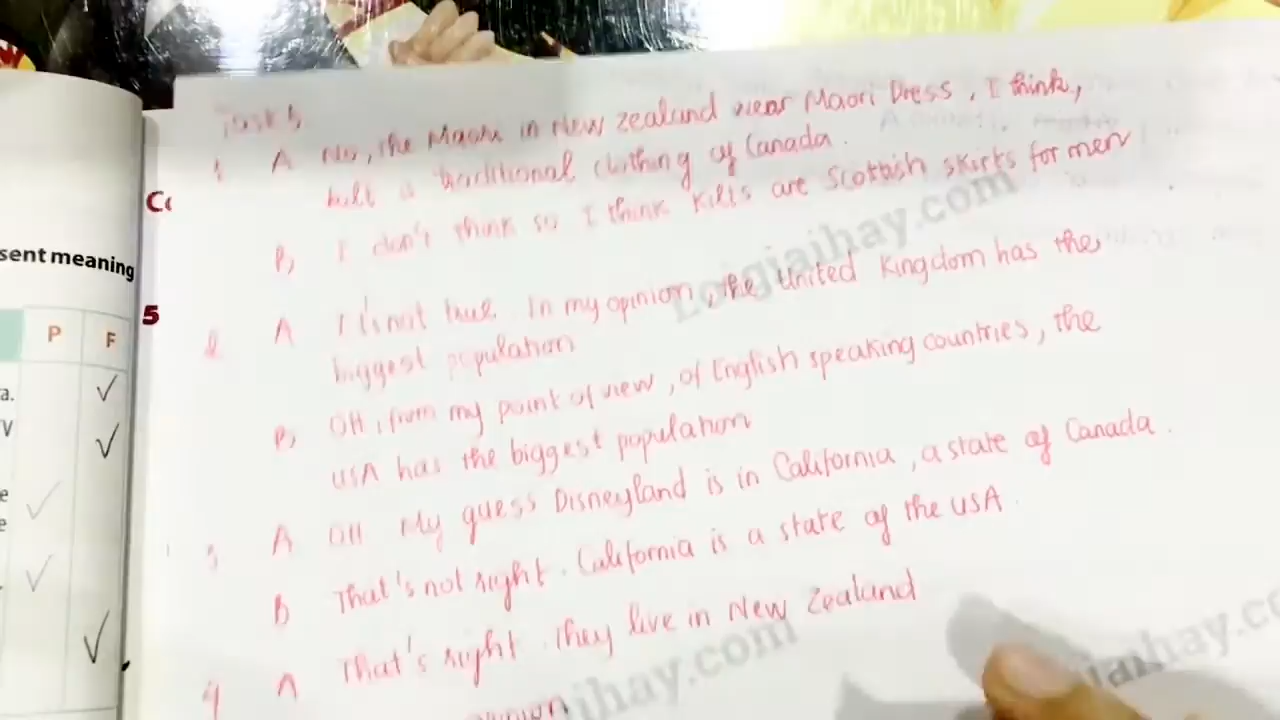 Task 5
1 A No, the Maori in New Zealand wear Maori Dress, I think,
kilt is traditional clothing of Canada.
B, I don't think so I think kilts are Scottish skirts for men
2 A It's not true. In my opinion, the United Kingdom has the
biggest population
B, OH, from my point of view, of English speaking countries, the
USA has the biggest population
3 A OH My guess Disneyland is in California, a state of Canada.
B That's not right. California is a state of the USA.
4 A That's right. They live in New Zealand
opinion
sent meaning
5
P F
a.
V
e
e
Loigiaihay.com